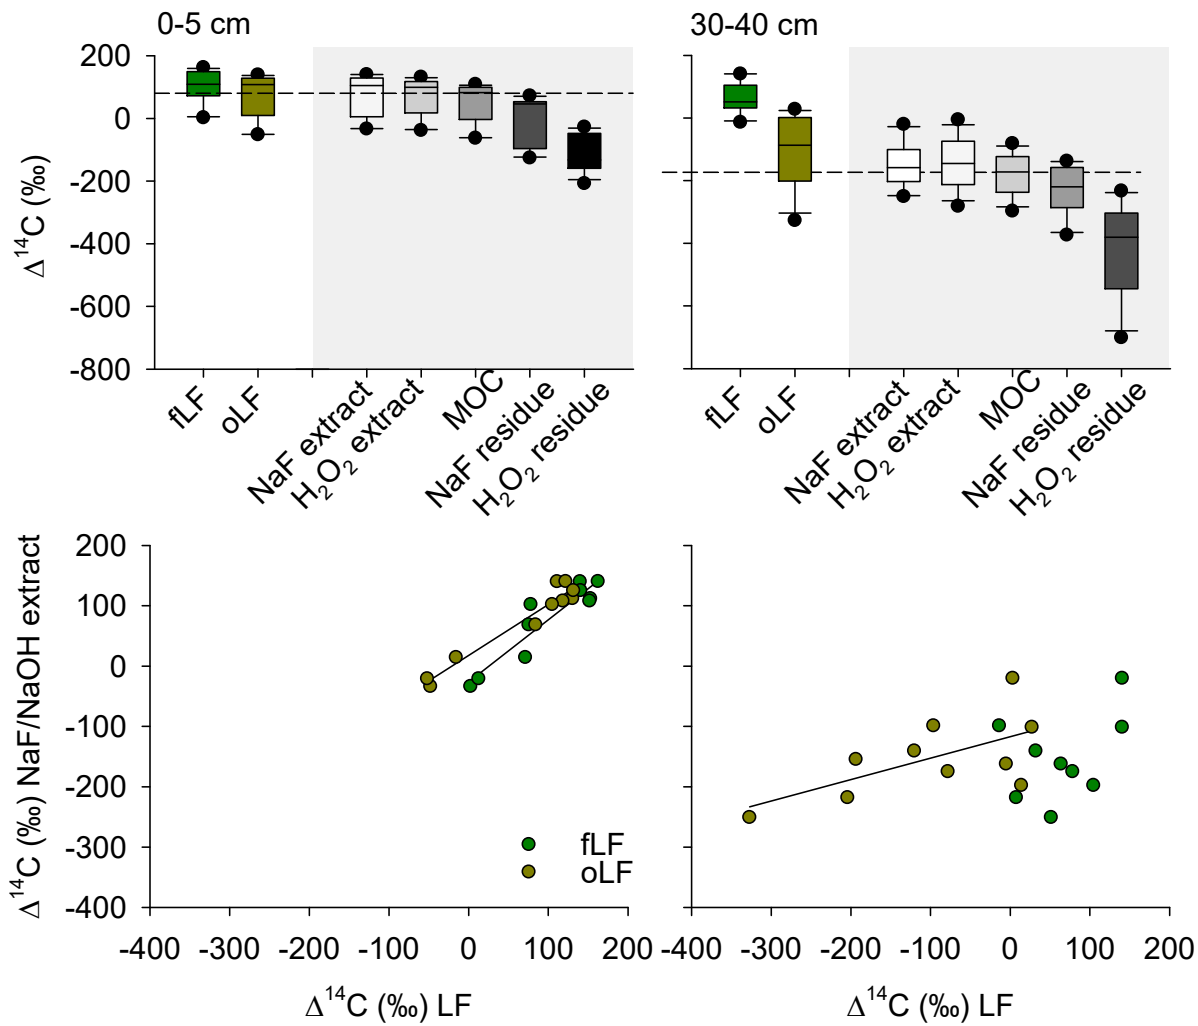 0-5 cm
30-40 cm
Δ¹⁴C (‰)
200
0
-200
-400
-600
-800
fLF
oLF
NaF extract
H₂O₂ extract
MOC
NaF residue
H₂O₂ residue
fLF
oLF
NaF extract
H₂O₂ extract
MOC
NaF residue
H₂O₂ residue
Δ¹⁴C (‰) NaF/NaOH extract
200
100
0
-100
-200
-300
-400
fLF
oLF
-400 -300 -200 -100 0 100 200
-400 -300 -200 -100 0 100 200
Δ¹⁴C (‰) LF
Δ¹⁴C (‰) LF